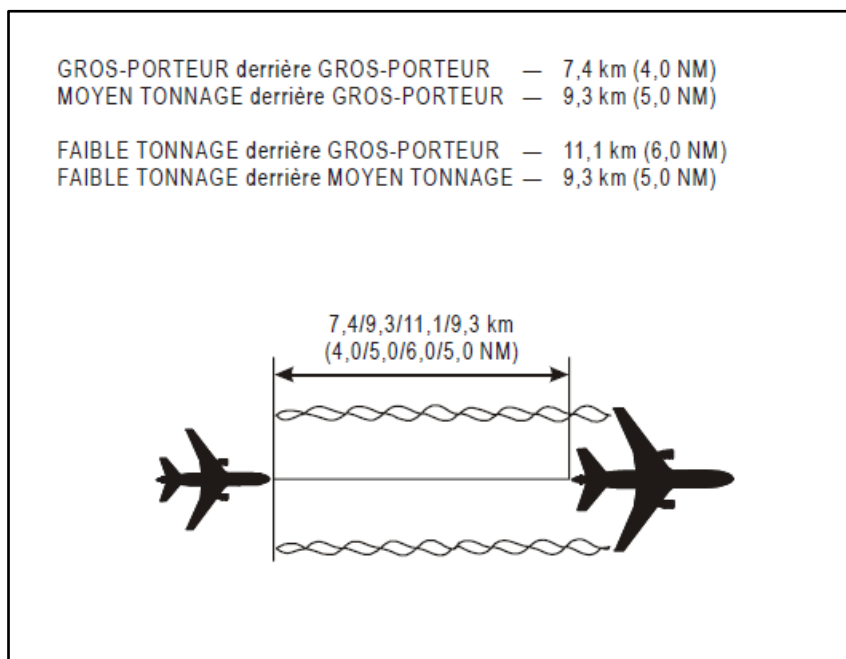 GROS-PORTEUR derrière GROS-PORTEUR — 7,4 km (4,0 NM)
MOYEN TONNAGE derrière GROS-PORTEUR — 9,3 km (5,0 NM)
FAIBLE TONNAGE derrière GROS-PORTEUR — 11,1 km (6,0 NM)
FAIBLE TONNAGE derrière MOYEN TONNAGE — 9,3 km (5,0 NM)
7,4/9,3/11,1/9,3 km
(4,0/5,0/6,0/5,0 NM)